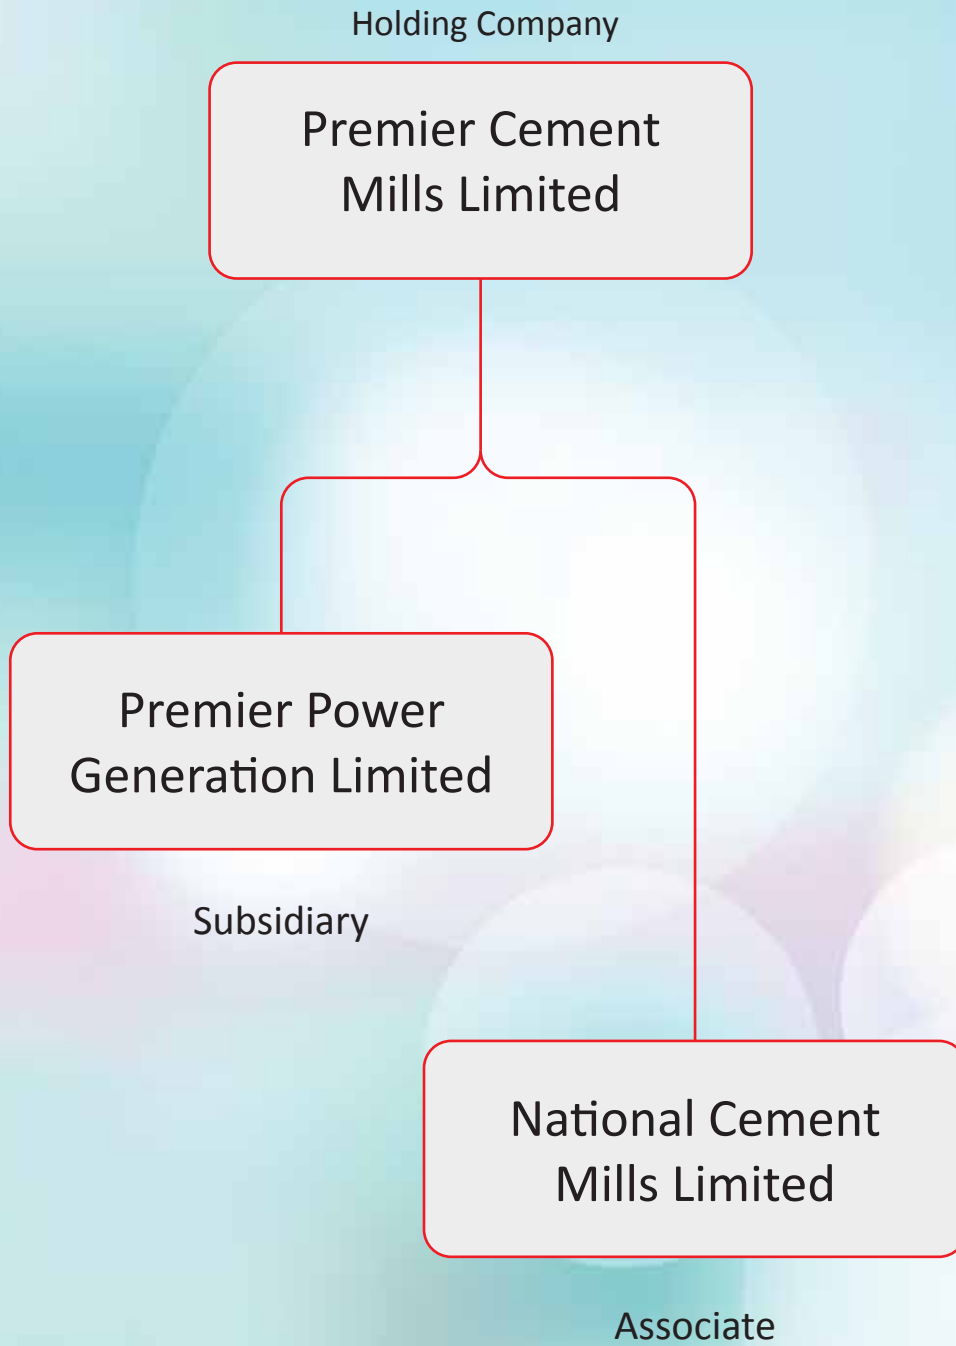 Holding Company
Premier Cement
Mills Limited
Premier Power
Generation Limited
Subsidiary
National Cement
Mills Limited
Associate